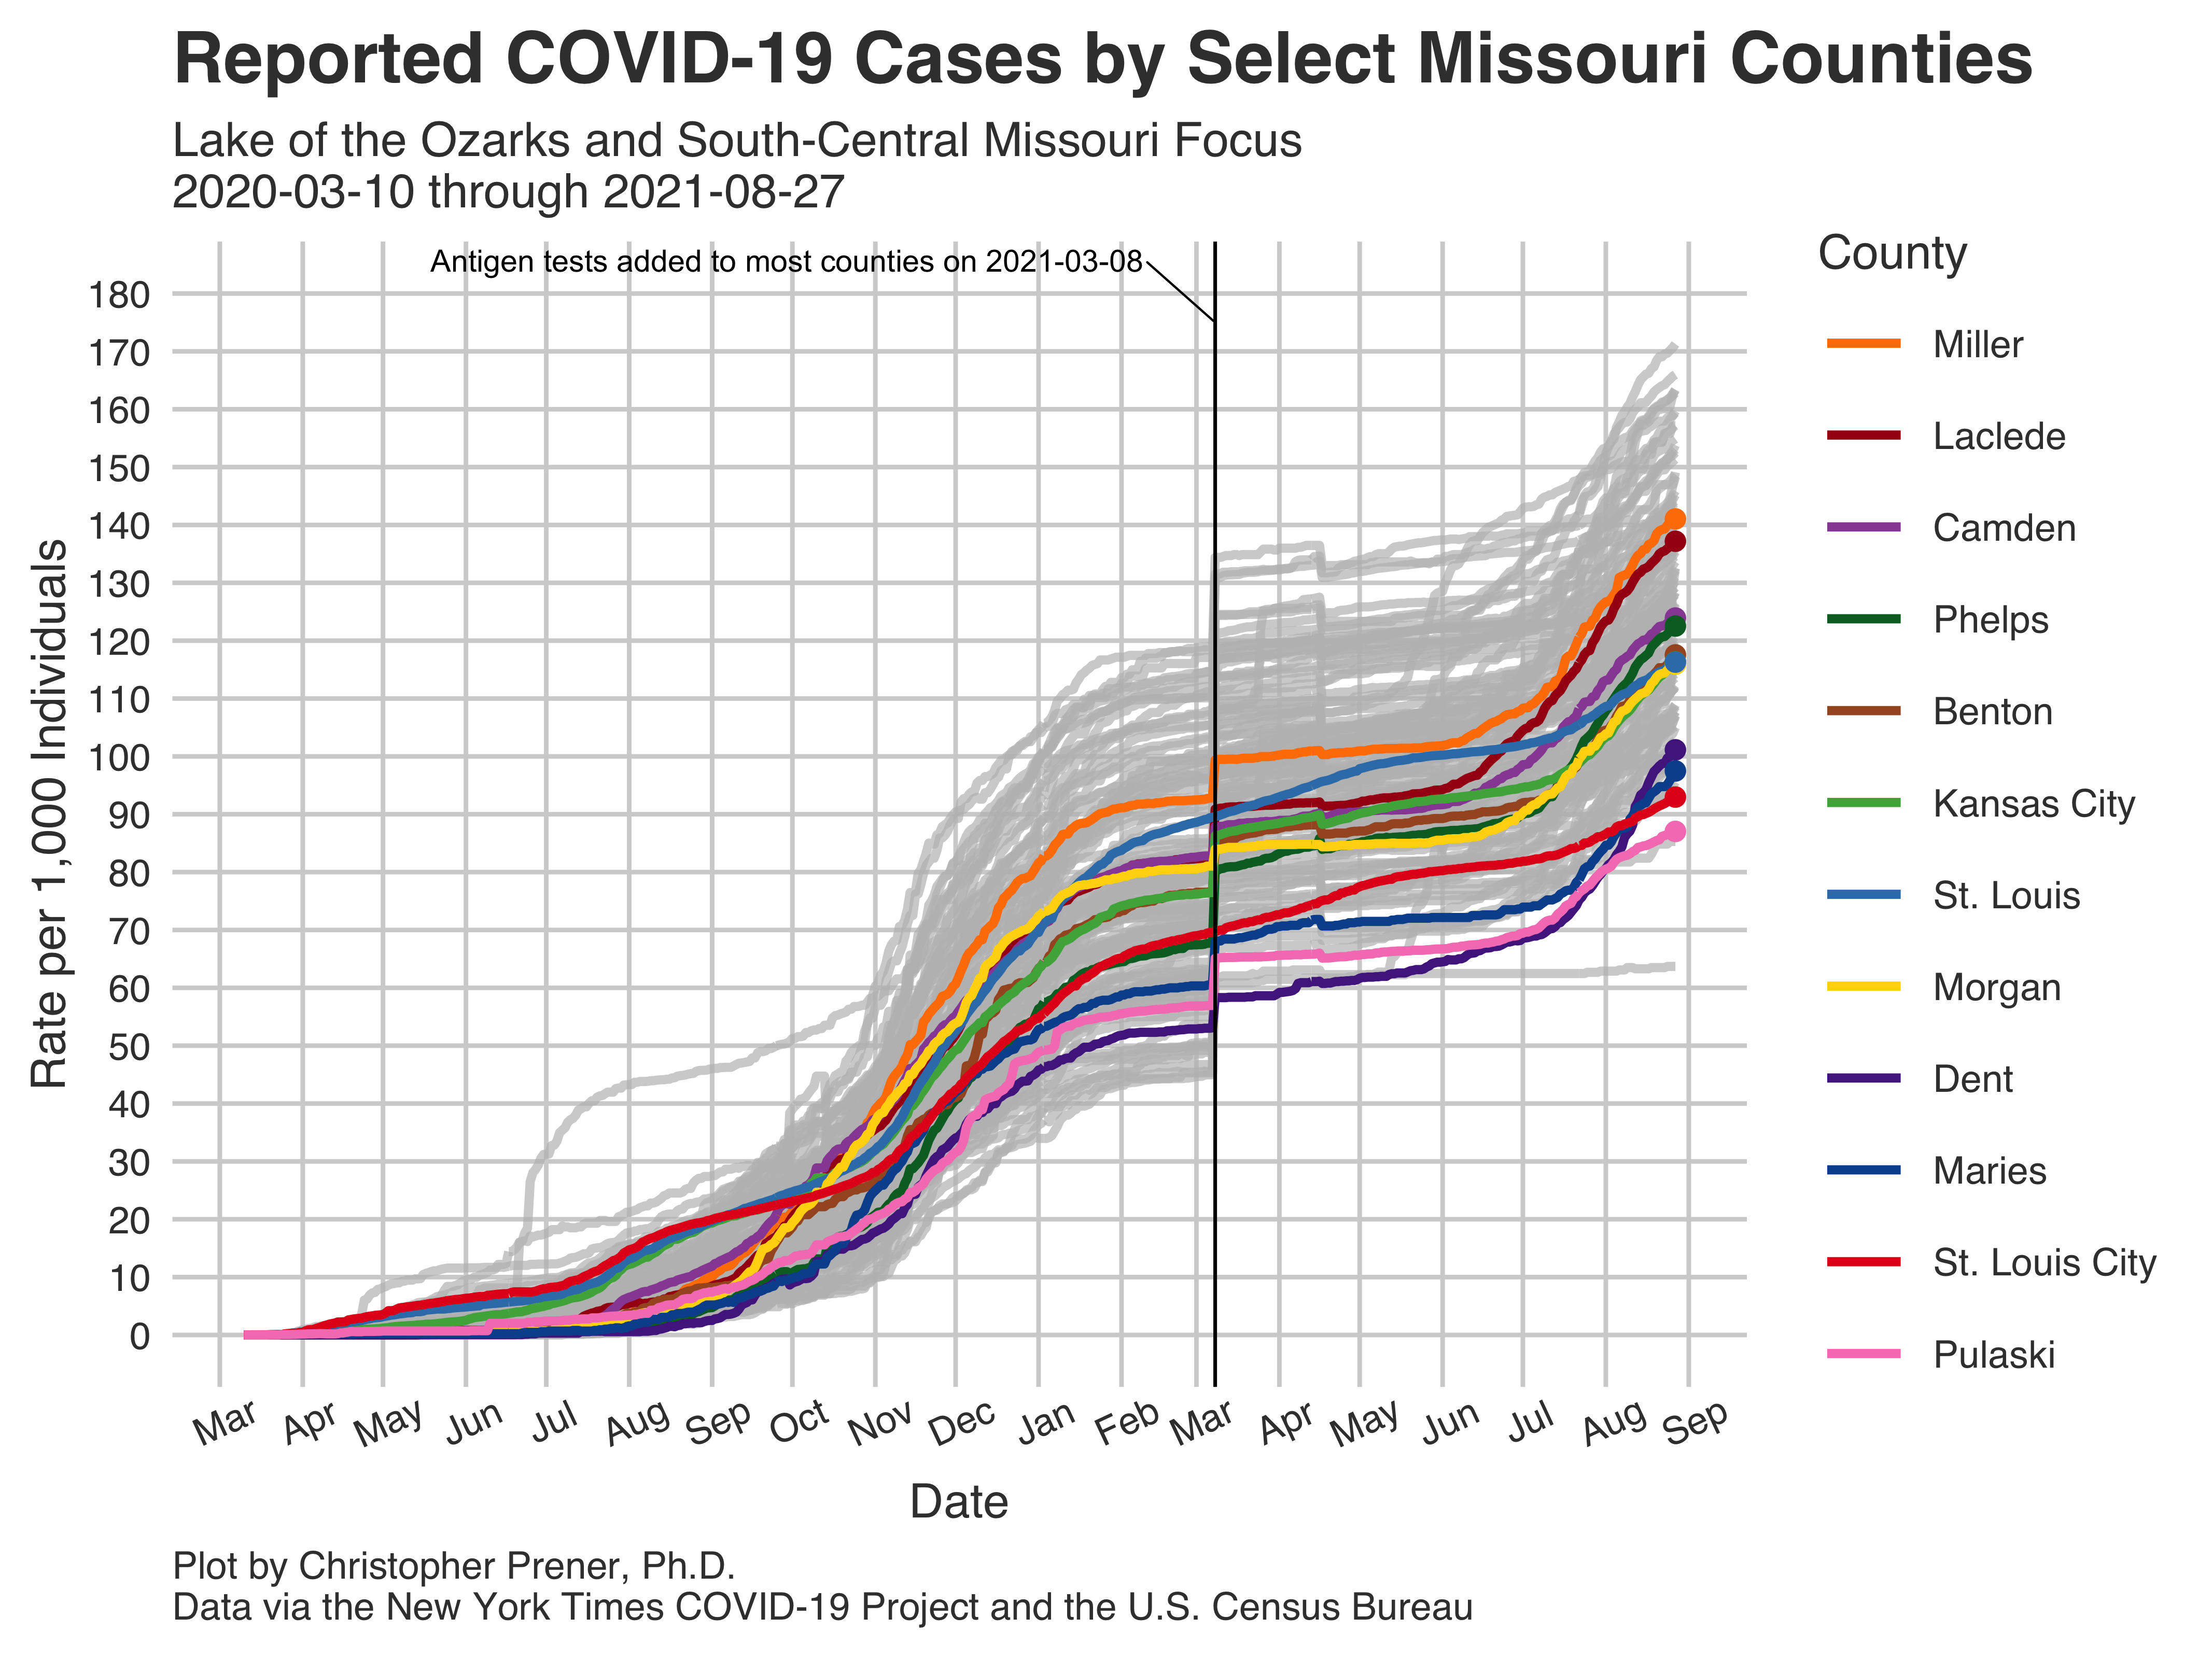 Reported COVID-19 Cases by Select Missouri Counties
Lake of the Ozarks and South-Central Missouri Focus
2020-03-10 through 2021-08-27
Antigen tests added to most counties on 2021-03-08
Rate per 1,000 Individuals
180
170
160
150
140
130
120
110
100
90
80
70
60
50
40
30
20
10
0
Mar Apr May Jun Jul Aug Sep Oct Nov Dec Jan Feb Mar Apr May Jun Jul Aug Sep
Date
County
Miller
Laclede
Camden
Phelps
Benton
Kansas City
St. Louis
Morgan
Dent
Maries
St. Louis City
Pulaski
Plot by Christopher Prener, Ph.D.
Data via the New York Times COVID-19 Project and the U.S. Census Bureau